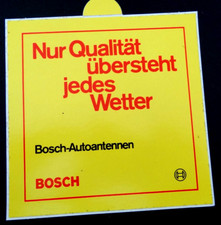 Nur Qualität
übersteht
jedes
Wetter
Bosch-Autoantennen
BOSCH